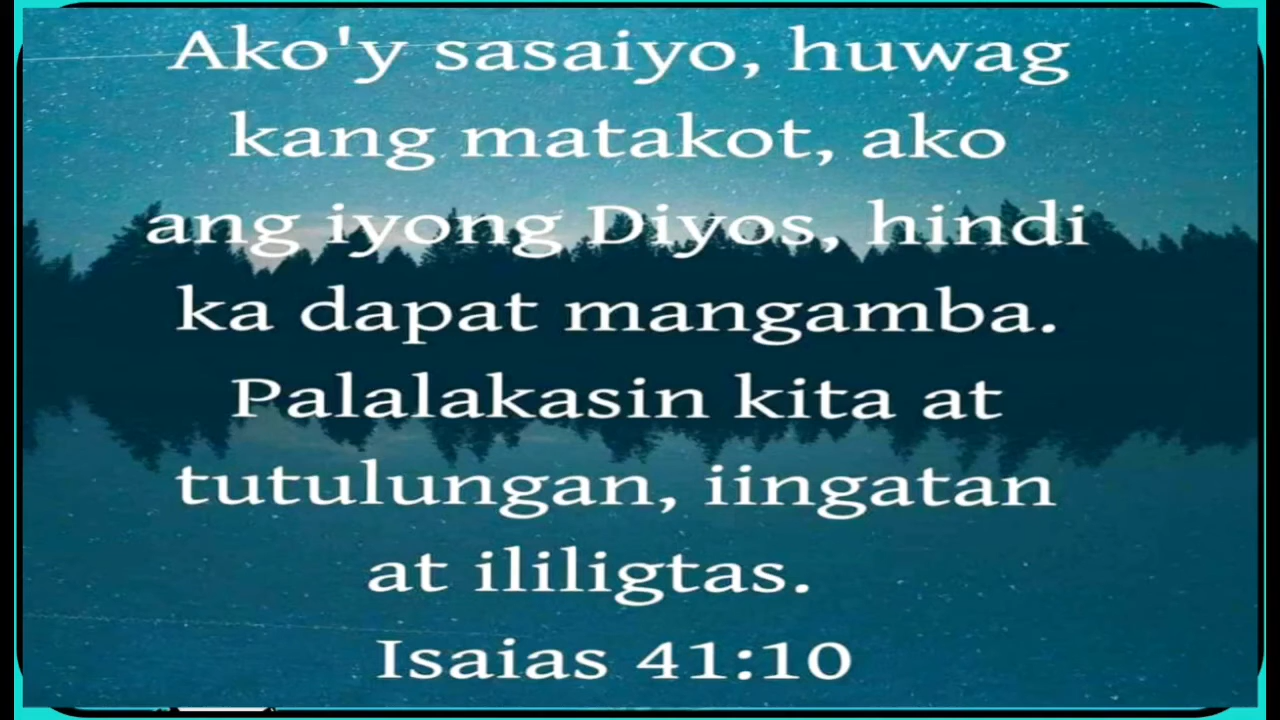 Ako'y sasaiyo, huwag
kang matakot, ako
ang iyong Diyos, hindi
ka dapat mangamba.
Palalakasin kita at
tutulungan, iingatan
at ililigtas.
Isaias 41:10